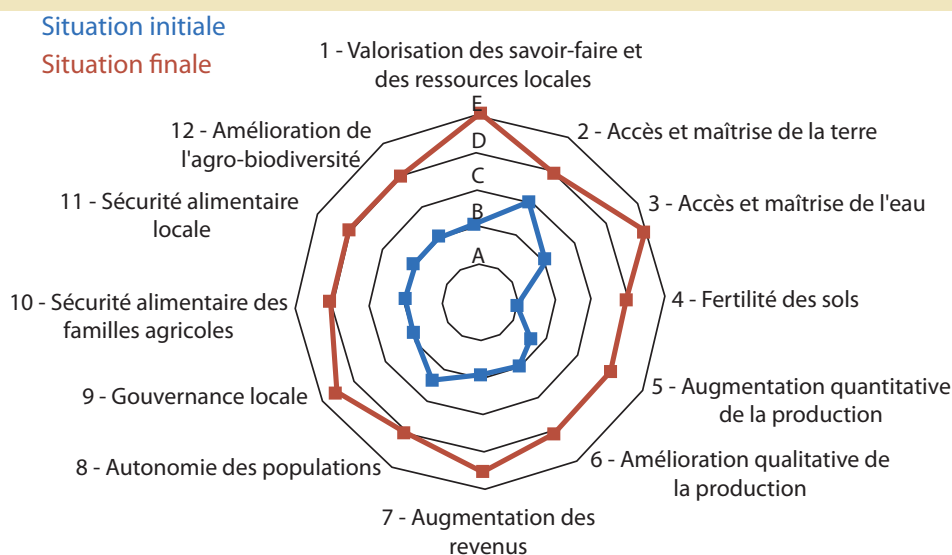 Situation initiale
Situation finale
1 - Valorisation des savoir-faire et
des ressources locales
E
D
C
B
A
2 - Accès et maîtrise de la terre
3 - Accès et maîtrise de l'eau
4 - Fertilité des sols
5 - Augmentation quantitative
de la production
6 - Amélioration qualitative de
la production
7 - Augmentation des
revenus
8 - Autonomie des populations
9 - Gouvernance locale
10 - Sécurité alimentaire des
familles agricoles
11 - Sécurité alimentaire
locale
12 - Amélioration de
l'agro-biodiversité